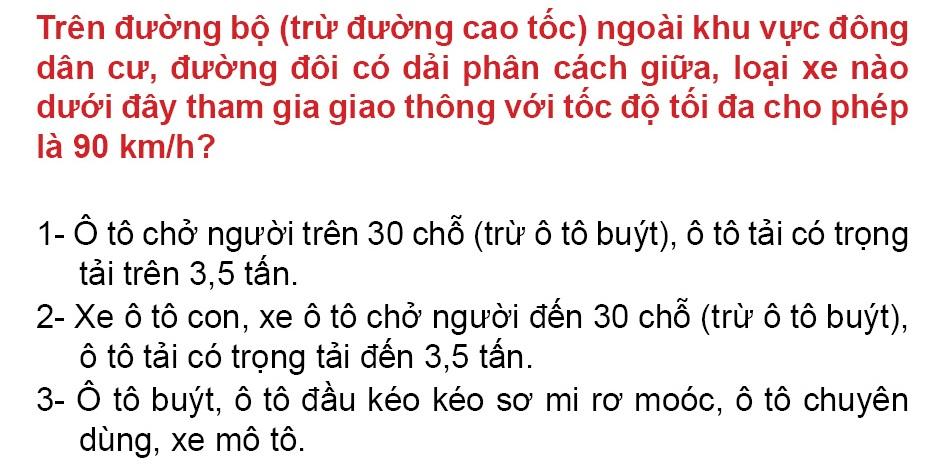 Trên đường bộ (trừ đường cao tốc) ngoài khu vực đông
dân cư, đường đôi có dải phân cách giữa, loại xe nào
dưới đây tham gia giao thông với tốc độ tối đa cho phép
là 90 km/h?
1- Ô tô chở người trên 30 chỗ (trừ ô tô buýt), ô tô tải có trọng
tải trên 3,5 tấn.
2- Xe ô tô con, xe ô tô chở người đến 30 chỗ (trừ ô tô buýt),
ô tô tải có trọng tải đến 3,5 tấn.
3- Ô tô buýt, ô tô đầu kéo kéo sơ mi rơ moóc, ô tô chuyên
dùng, xe mô tô.